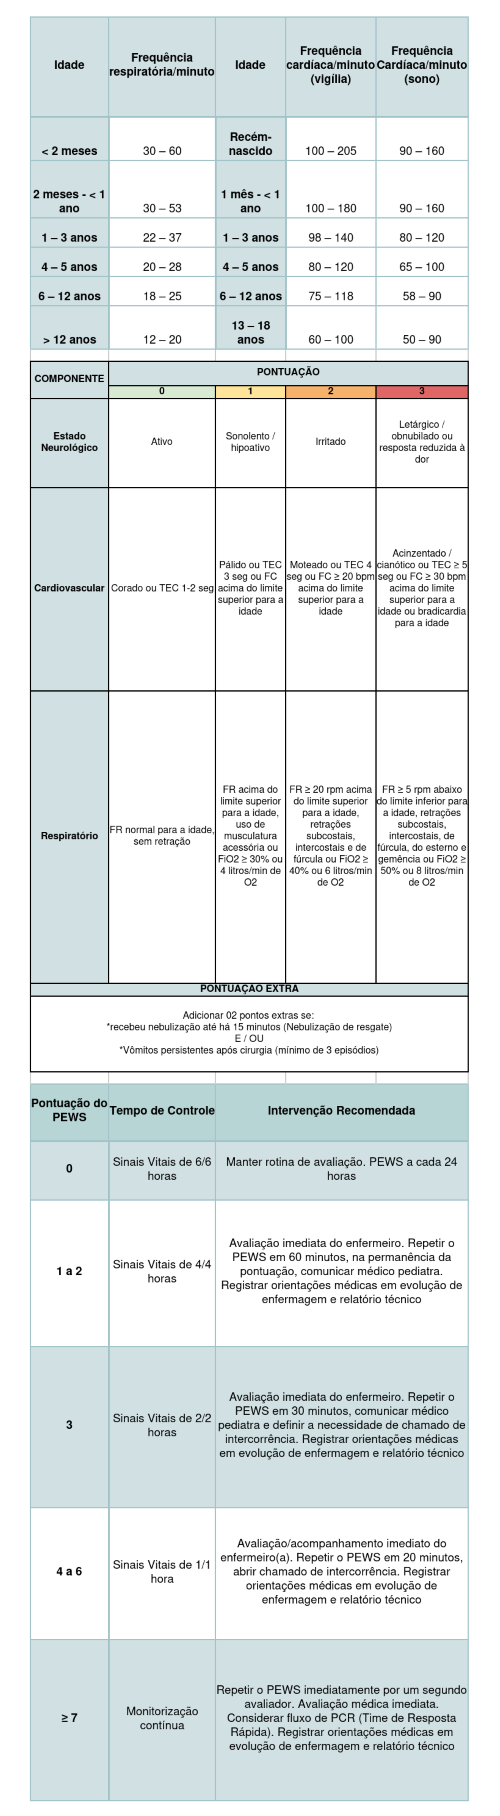 Idade
Frequência
respiratória/minuto
Idade
Frequência
cardíaca/minuto
(vigília)
Frequência
Cardíaca/minuto
(sono)
< 2 meses
30 – 60
Recém-
nascido
100 – 205
90 – 160
2 meses - < 1
ano
30 – 53
1 mês - < 1
ano
100 – 180
90 – 160
1 – 3 anos
22 – 37
1 – 3 anos
98 – 140
80 – 120
4 – 5 anos
20 – 28
4 – 5 anos
80 – 120
65 – 100
6 – 12 anos
18 – 25
6 – 12 anos
75 – 118
58 – 90
> 12 anos
12 – 20
13 – 18
anos
60 – 100
50 – 90
COMPONENTE
PONTUAÇÃO
0
1
2
3
Estado
Neurológico
Ativo
Sonolento /
hipoativo
Irritado
Letárgico /
obnubilado ou
resposta reduzida à
dor
Cardiovascular
Corado ou TEC 1-2 seg
Pálido ou TEC
3 seg ou FC
acima do limite
superior para a
idade
Moteado ou TEC 4
seg ou FC ≥ 20 bpm
acima do limite
superior para a
idade
Acinzentado /
cianótico ou TEC ≥ 5
seg ou FC ≥ 30 bpm
acima do limite
superior para a
idade ou bradicardia
para a idade
Respiratório
FR normal para a idade,
sem retração
FR acima do
limite superior
para a idade,
uso de
musculatura
acessória ou
FiO2 ≥ 30% ou
4 litros/min de
O2
FR ≥ 20 rpm acima
do limite superior
para a idade,
retrações
subcostais,
intercostais e de
fúrcula ou FiO2 ≥
40% ou 6 litros/min
de O2
FR ≥ 5 rpm abaixo
do limite inferior para
a idade, retrações
subcostais,
intercostais, de
fúrcula, do esterno e
gemência ou FiO2 ≥
50% ou 8 litros/min
de O2
PONTUAÇÃO EXTRA
Adicionar 02 pontos extras se:
*recebeu nebulização até há 15 minutos (Nebulização de resgate)
E / OU
*Vômitos persistentes após cirurgia (mínimo de 3 episódios)
Pontuação do
PEWS
Tempo de Controle
Intervenção Recomendada
0
Sinais Vitais de 6/6
horas
Manter rotina de avaliação. PEWS a cada 24
horas
1 a 2
Sinais Vitais de 4/4
horas
Avaliação imediata do enfermeiro. Repetir o
PEWS em 60 minutos, na permanência da
pontuação, comunicar médico pediatra.
Registrar orientações médicas em evolução de
enfermagem e relatório técnico
3
Sinais Vitais de 2/2
horas
Avaliação imediata do enfermeiro. Repetir o
PEWS em 30 minutos, comunicar médico
pediatra e definir a necessidade de chamado de
intercorrência. Registrar orientações médicas
em evolução de enfermagem e relatório técnico
4 a 6
Sinais Vitais de 1/1
hora
Avaliação/acompanhamento imediato do
enfermeiro(a). Repetir o PEWS em 20 minutos,
abrir chamado de intercorrência. Registrar
orientações médicas em evolução de
enfermagem e relatório técnico
≥ 7
Monitorização
contínua
Repetir o PEWS imediatamente por um segundo
avaliador. Avaliação médica imediata.
Considerar fluxo de PCR (Time de Resposta
Rápida). Registrar orientações médicas em
evolução de enfermagem e relatório técnico